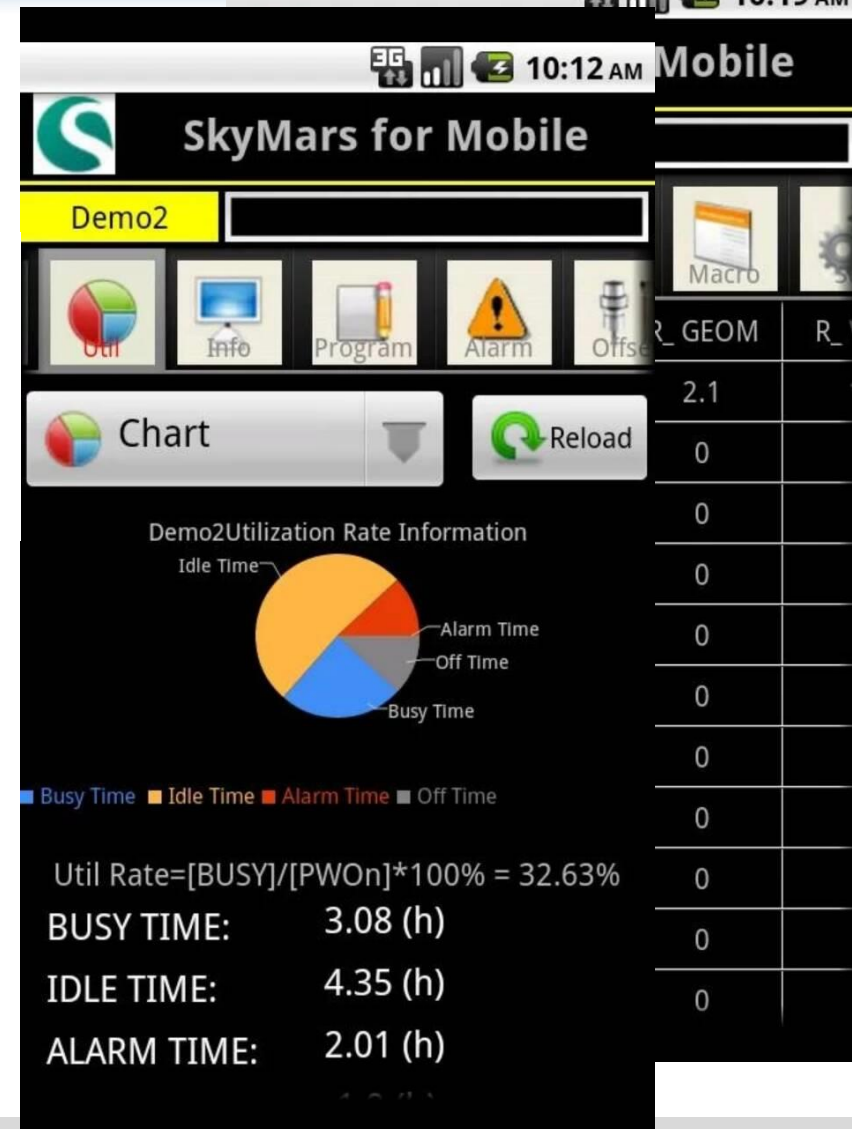 3G 10:12 AM
SkyMars for Mobile
Demo2
Util Info Program Alarm
Chart Reload
Demo2Utilization Rate Information
Idle Time
Alarm Time
Off Time
Busy Time
Busy Time Idle Time Alarm Time Off Time
Util Rate=[BUSY]/[PWOn]*100% = 32.63%
BUSY TIME: 3.08 (h)
IDLE TIME: 4.35 (h)
ALARM TIME: 2.01 (h)
Mobile
Macro
R_ GEOM R_
2.1
0
0
0
0
0
0
0
0
0
0